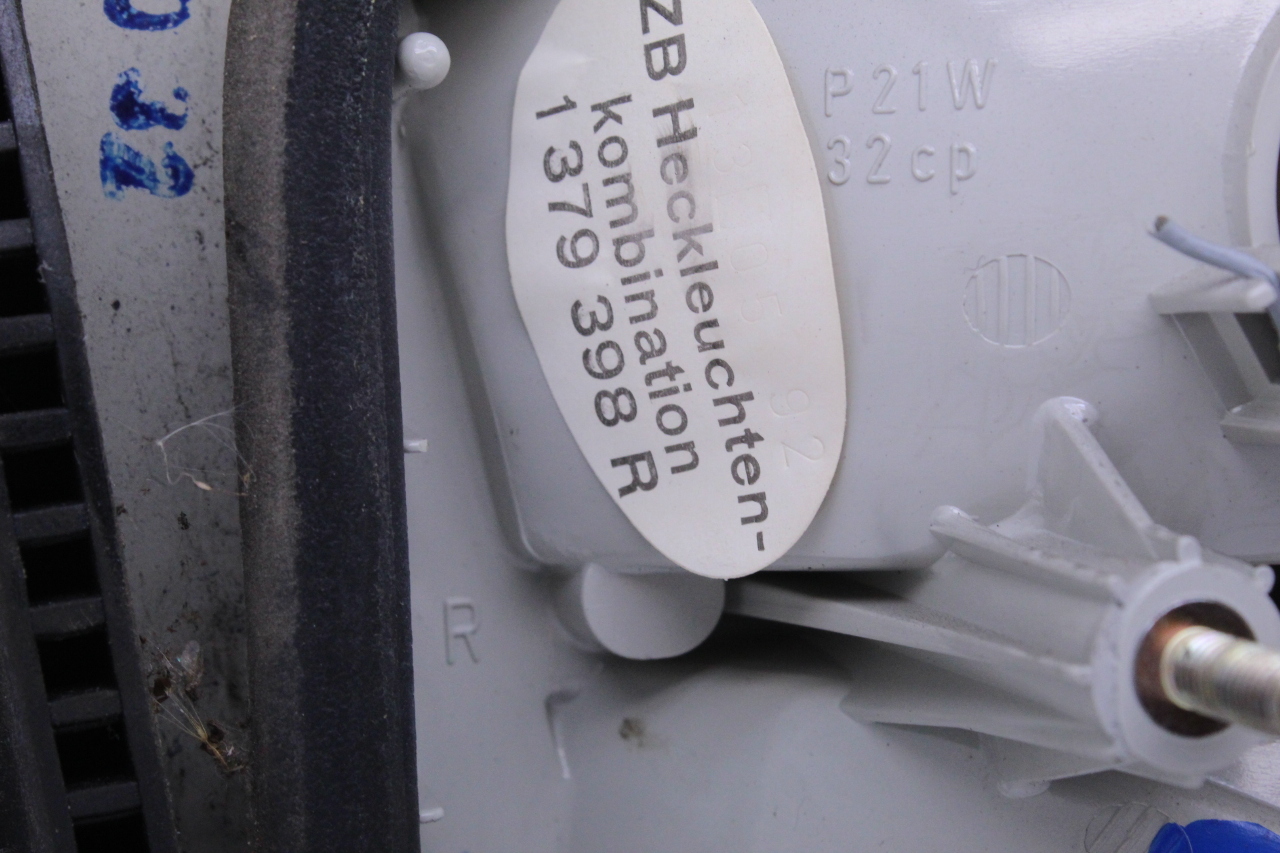 ZB Heckleuchten-
kombination
1 379 398 R
P21W
32cp
R